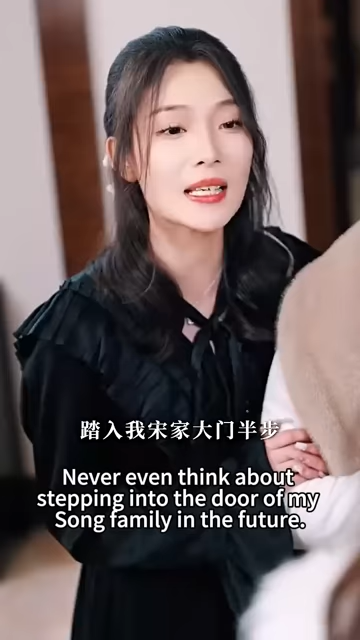 踏入我宋家大门半步
Never even think about
stepping into the door of my
Song family in the future.